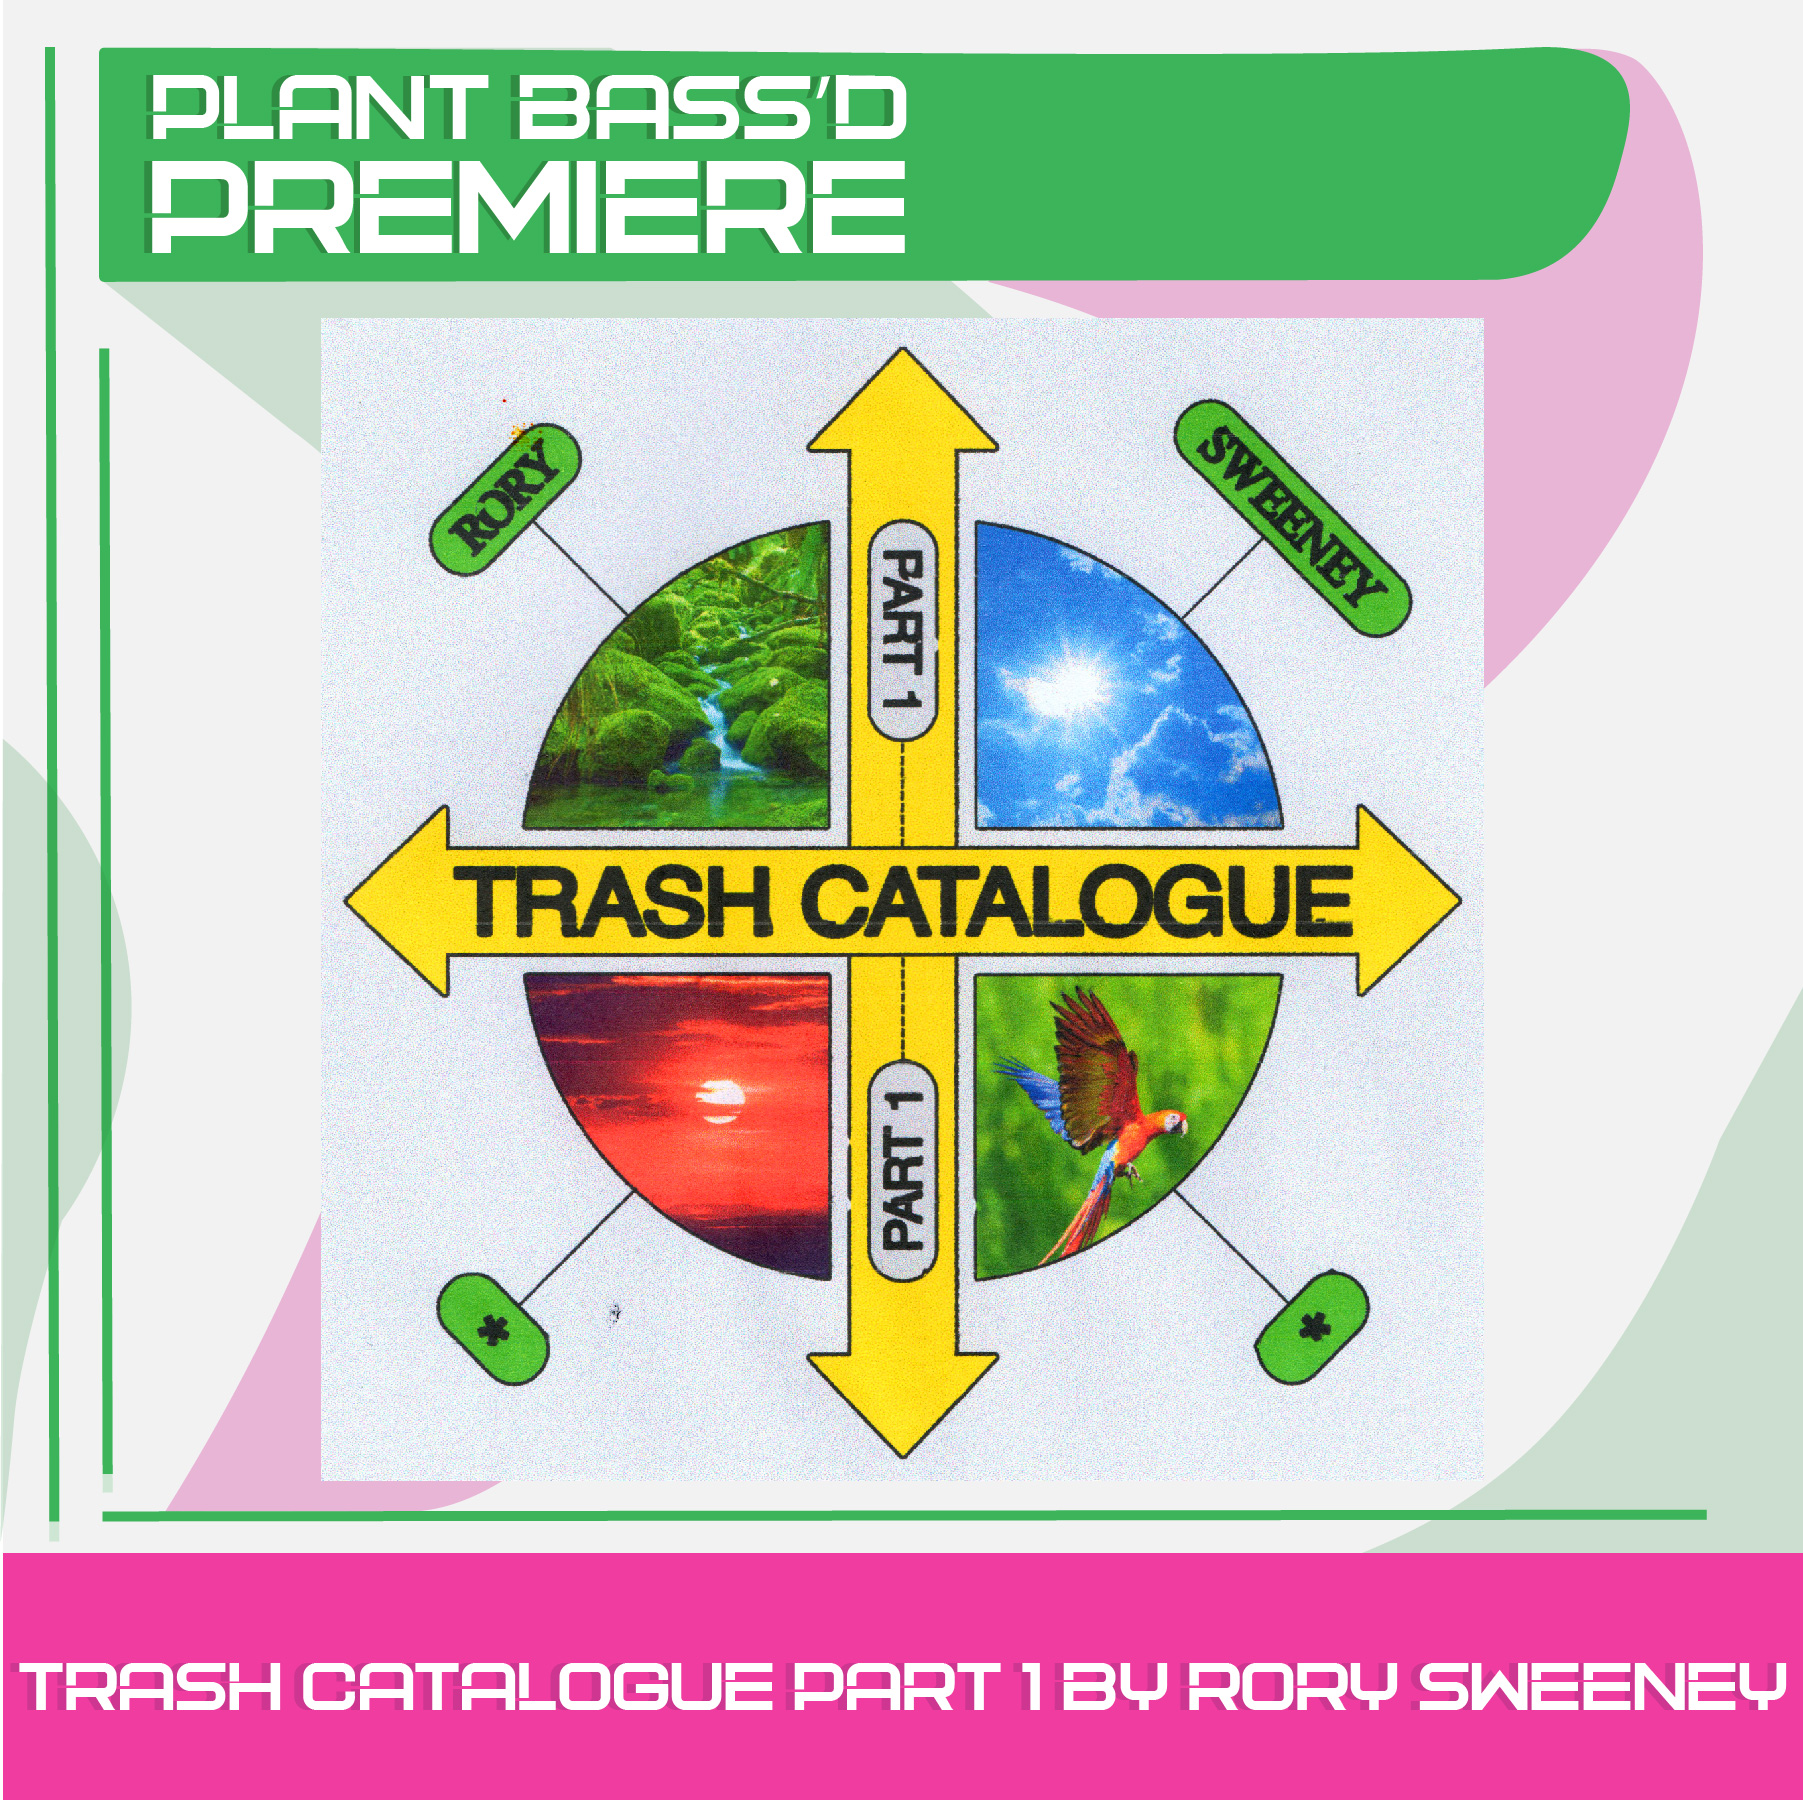 PLANT BASS'D
PREMIERE
RORY
SWEENEY
PART 1
TRASH CATALOGUE
PART 1
*
*
TRASH CATALOGUE PART 1 BY RORY SWEENEY